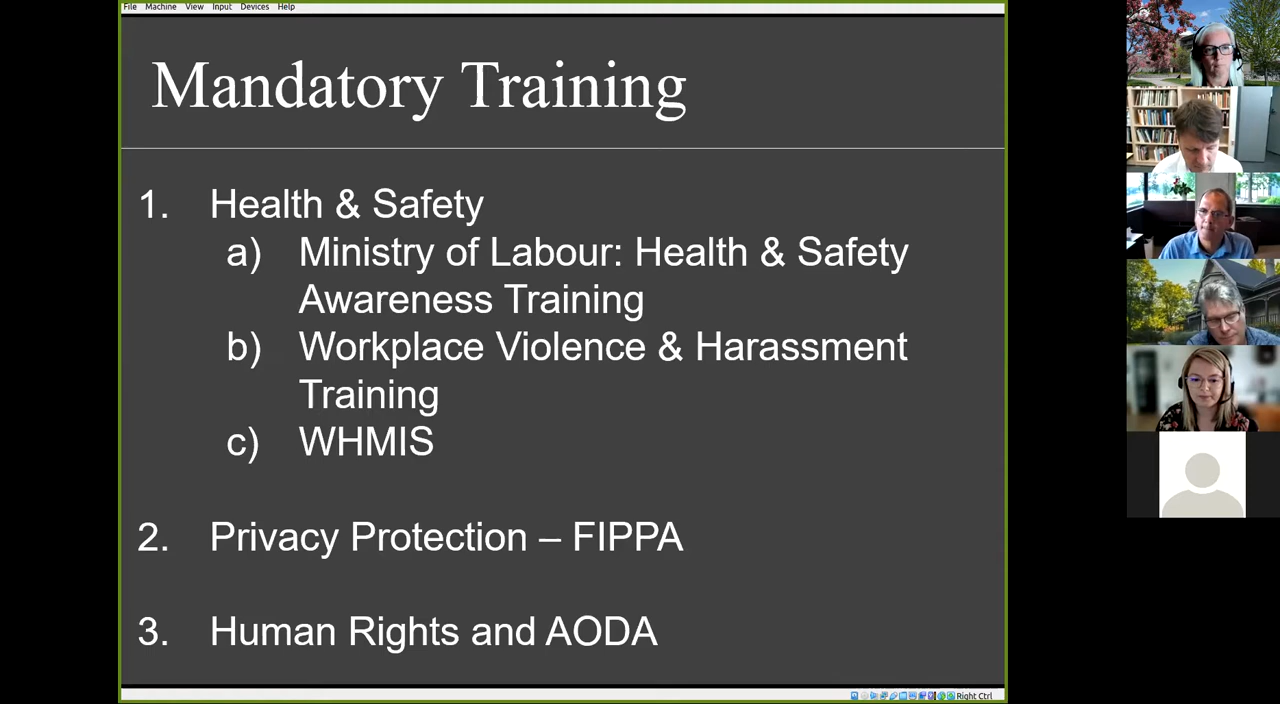 File Machine View Input Devices Help
Mandatory Training
1. Health & Safety
a) Ministry of Labour: Health & Safety
Awareness Training
b) Workplace Violence & Harassment
Training
c) WHMIS
2. Privacy Protection – FIPPA
3. Human Rights and AODA
Right Ctrl